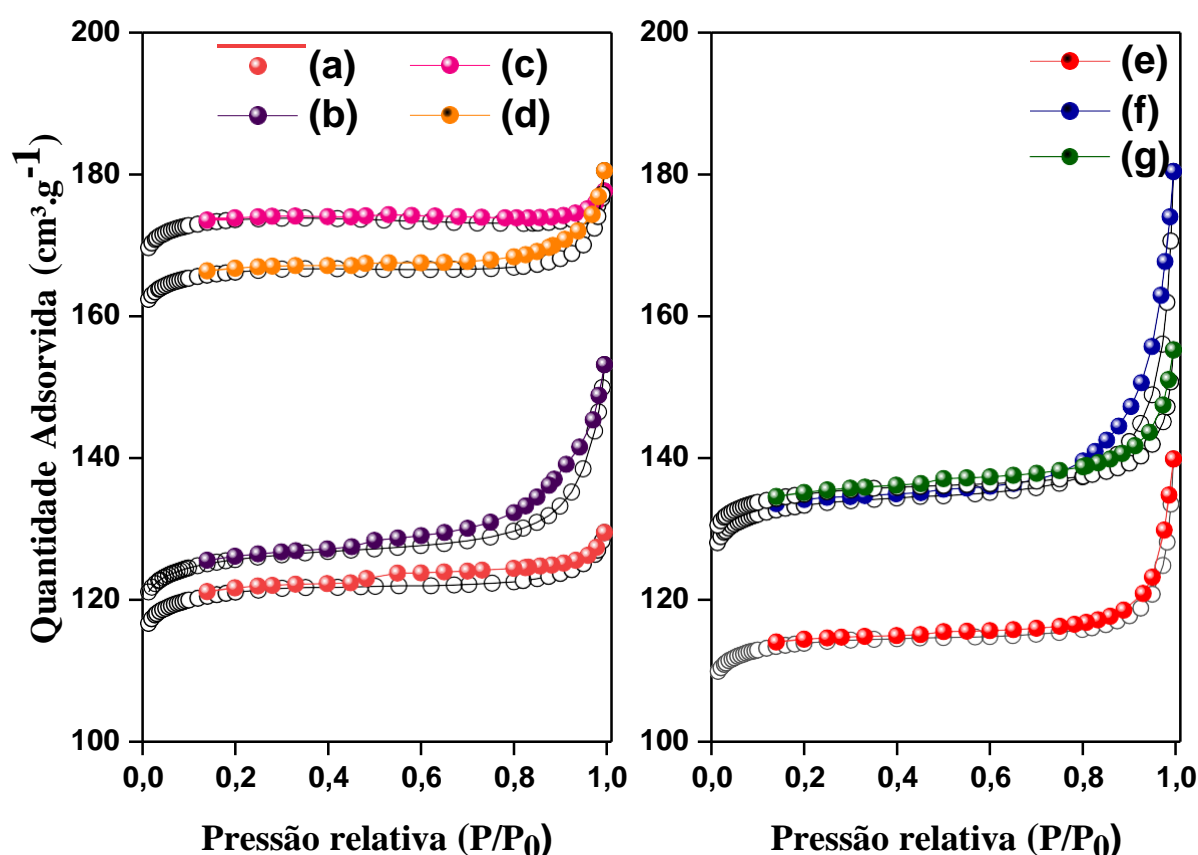 200
180
160
140
120
100
Quantidade Adsorvida (cm³.g⁻¹)
(a)
(c)
(b)
(d)
0,0 0,2 0,4 0,6 0,8 1,0
Pressão relativa (P/P₀)
200
180
160
140
120
100
(e)
(f)
(g)
0,0 0,2 0,4 0,6 0,8 1,0
Pressão relativa (P/P₀)